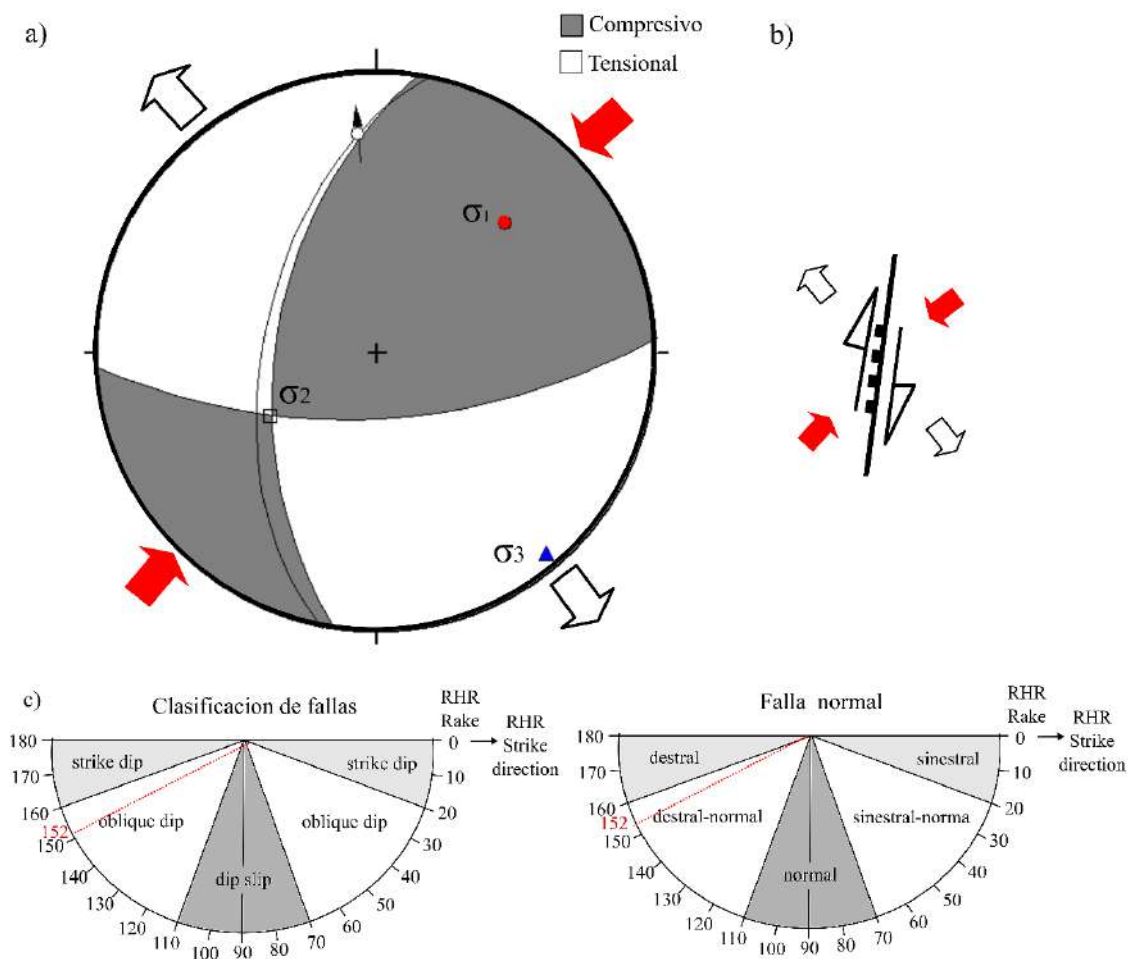 a)
Compresivo
Tensional
b)
σ1
σ2
σ3
c)
Clasificacion de fallas
RHR
Rake
RHR
Strike
direction
180
170
160
152
150
140
130
120
110
100
90
80
70
60
50
40
30
20
10
0
strike dip
strike dip
oblique dip
oblique dip
dip slip
Falla normal
RHR
Rake
RHR
Strike
direction
180
170
160
152
150
140
130
120
110
100
90
80
70
60
50
40
30
20
10
0
destral
sinestral
destral-normal
sinestral-norma
normal